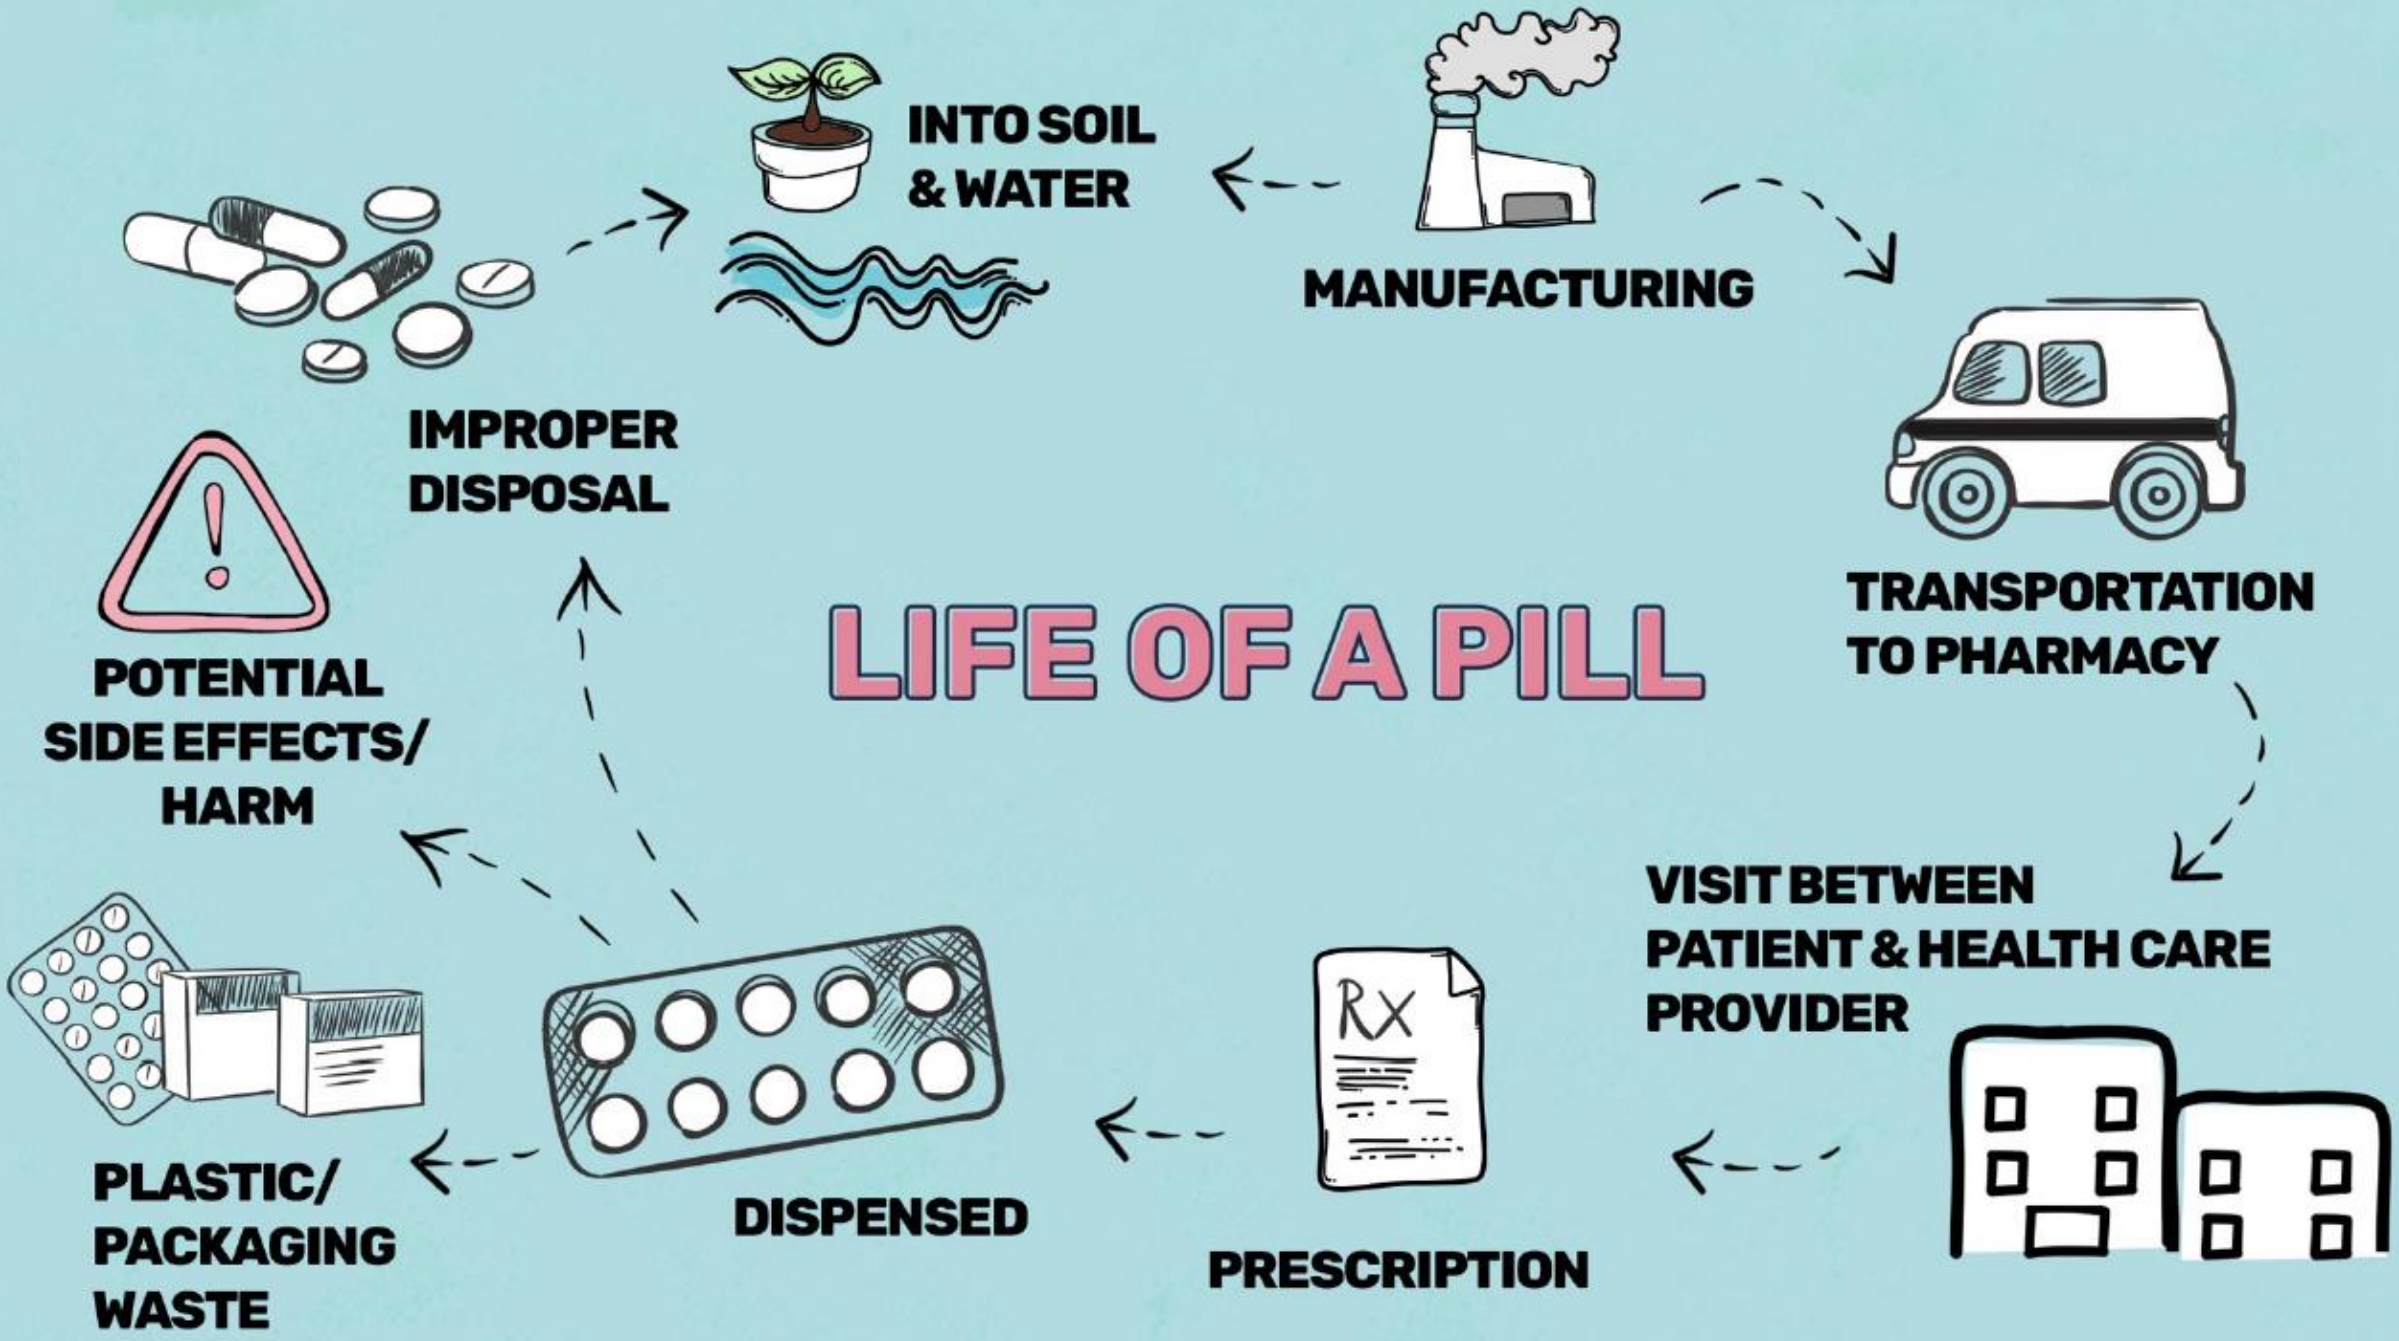 INTO SOIL
& WATER
MANUFACTURING
IMPROPER
DISPOSAL
TRANSPORTATION
TO PHARMACY
LIFE OF A PILL
POTENTIAL
SIDE EFFECTS/
HARM
VISIT BETWEEN
PATIENT & HEALTH CARE
PROVIDER
RX
PLASTIC/
PACKAGING
WASTE
DISPENSED
PRESCRIPTION